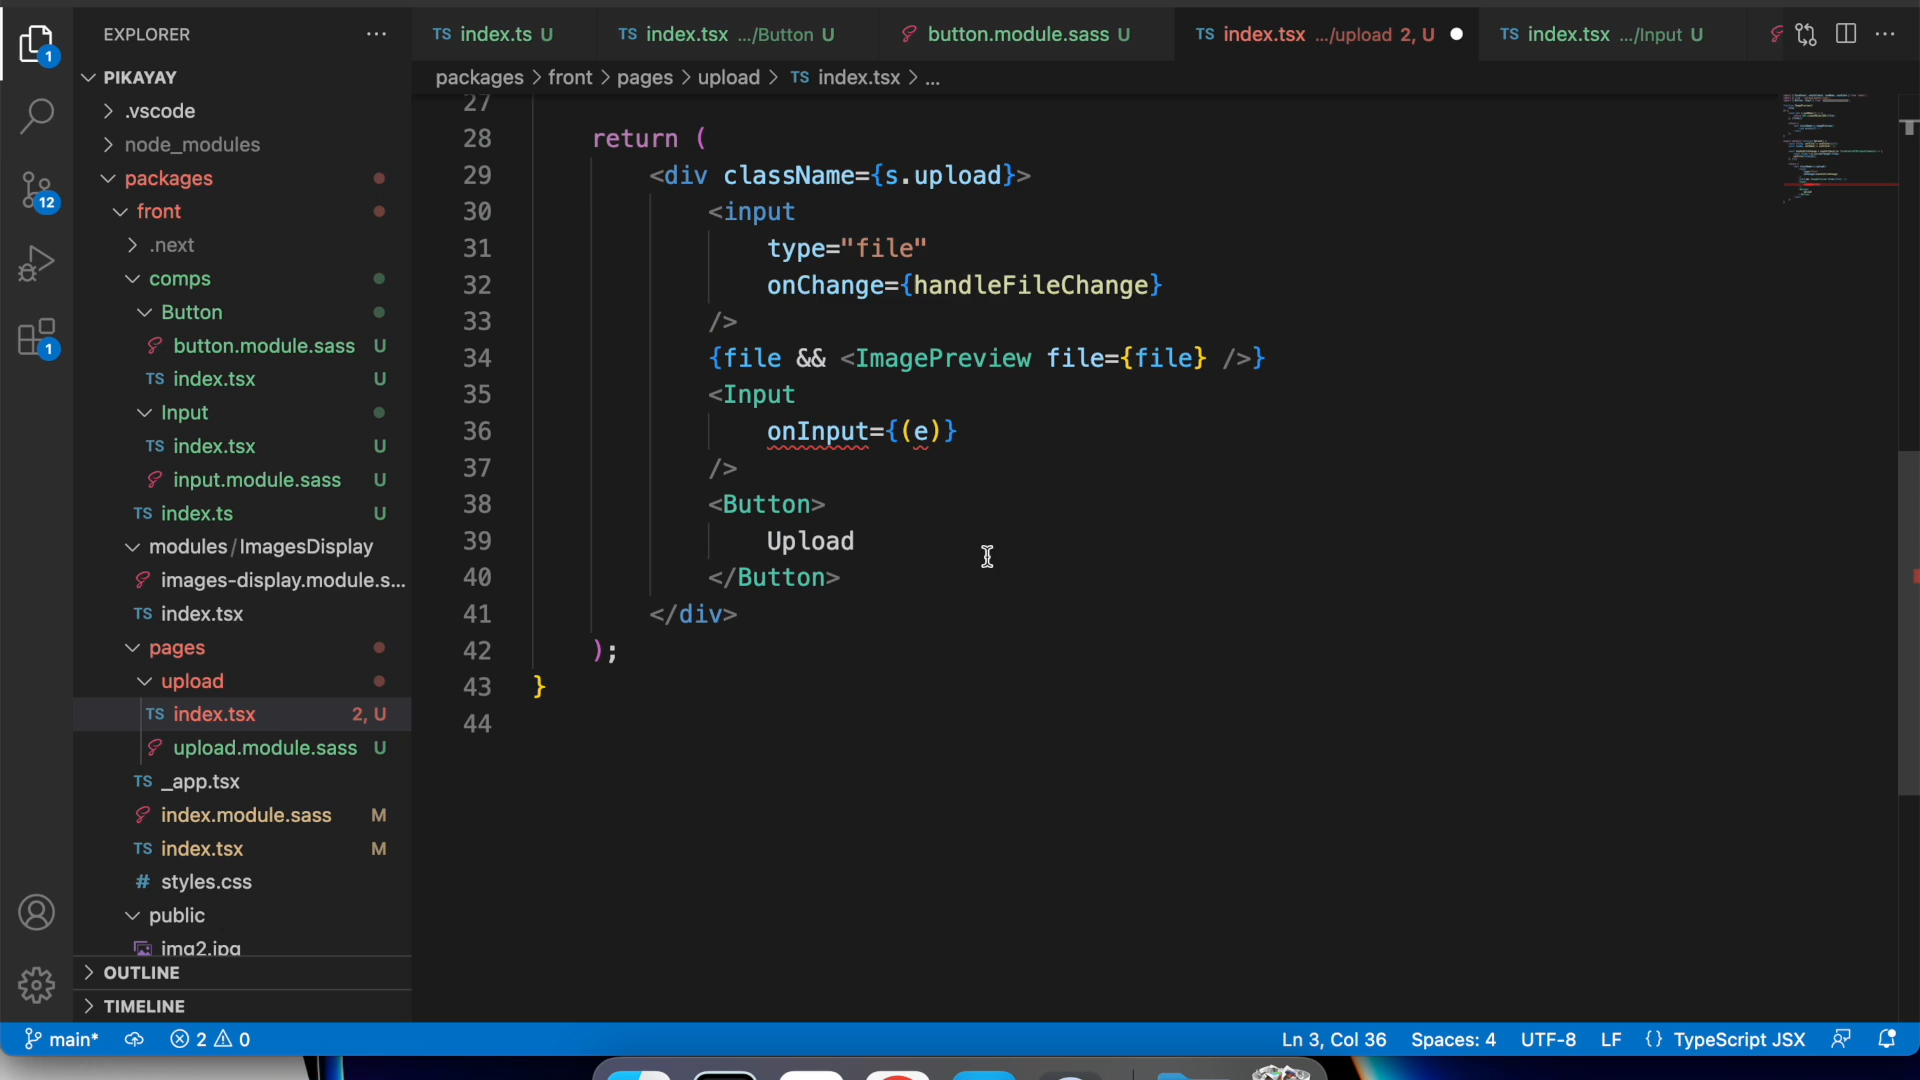 EXPLORER
1
PIKAYAY
.vscode
node_modules
packages
front
12
.next
comps
Button
1
button.module.sass U
TS index.tsx U
Input
TS index.tsx U
input.module.sass U
TS index.ts U
modules/ImagesDisplay
images-display.module.s...
TS index.tsx
pages
upload
TS index.tsx 2, U
upload.module.sass U
TS _app.tsx
index.module.sass M
TS index.tsx M
# styles.css
public
img2.jpg
OUTLINE
TIMELINE
TS index.ts U
TS index.tsx .../Button U
button.module.sass U
TS index.tsx .../upload 2, U
TS index.tsx .../Input U
packages > front > pages > upload > TS index.tsx > ...
27
28 return (
29 <div className={s.upload}>
30 <input
31 type="file"
32 onChange={handleFileChange}
33 />
34 {file && <ImagePreview file={file} />}
35 <Input
36 onInput={(e)}
37 />
38 <Button>
39 Upload
40 </Button>
41 </div>
42 );
43 }
44
main* 2 0 Ln 3, Col 36 Spaces: 4 UTF-8 LF {} TypeScript JSX